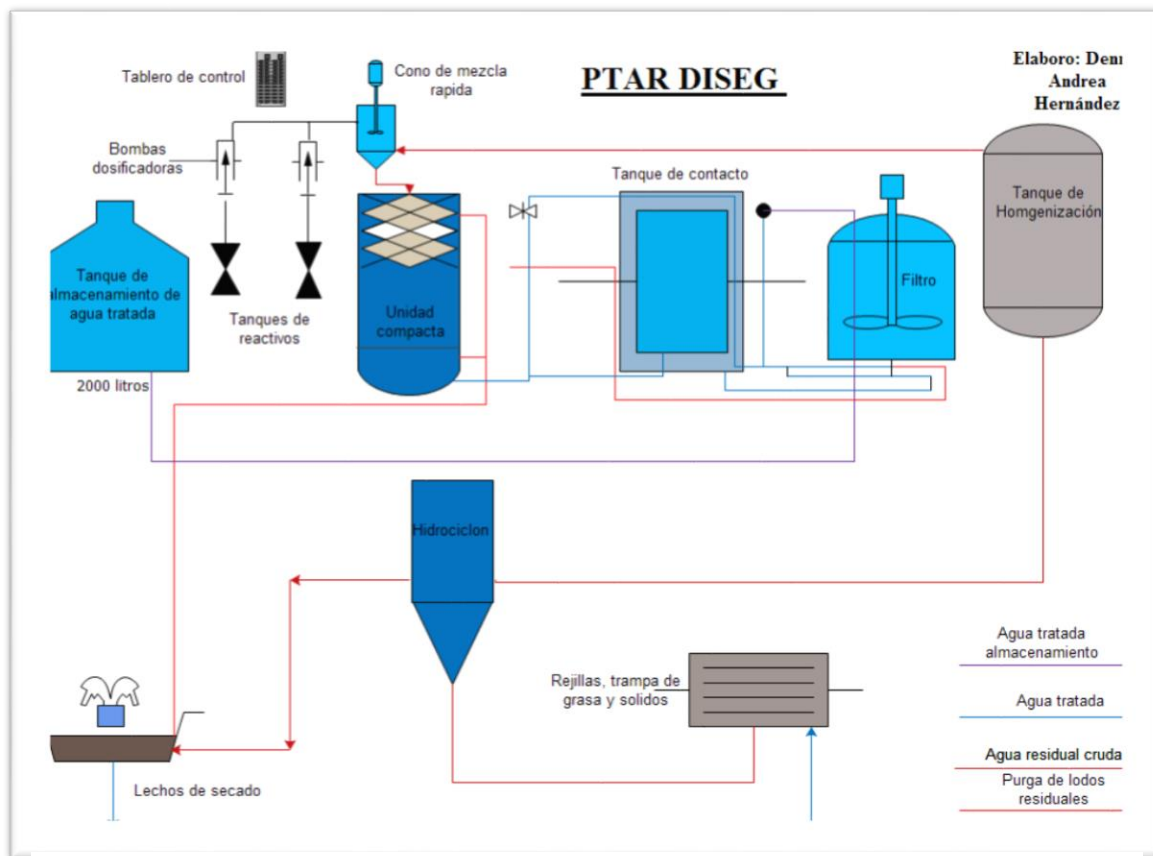 Tablero de control
Cono de mezcla
rapida
PTAR DISEG
Elaboro:
Andrea
Hernández
Bombas
dosificadoras
Tanque de contacto
Tanque de
Homgenización
Tanque de
almacenamiento de
agua tratada
Tanques de
reactivos
Unidad
compacta
Filtro
2000 litros
Hidrociclon
Rejillas, trampa de
grasa y solidos
Lechos de secado
Agua tratada
almacenamiento
Agua tratada
Agua residual cruda
Purga de lodos
residuales